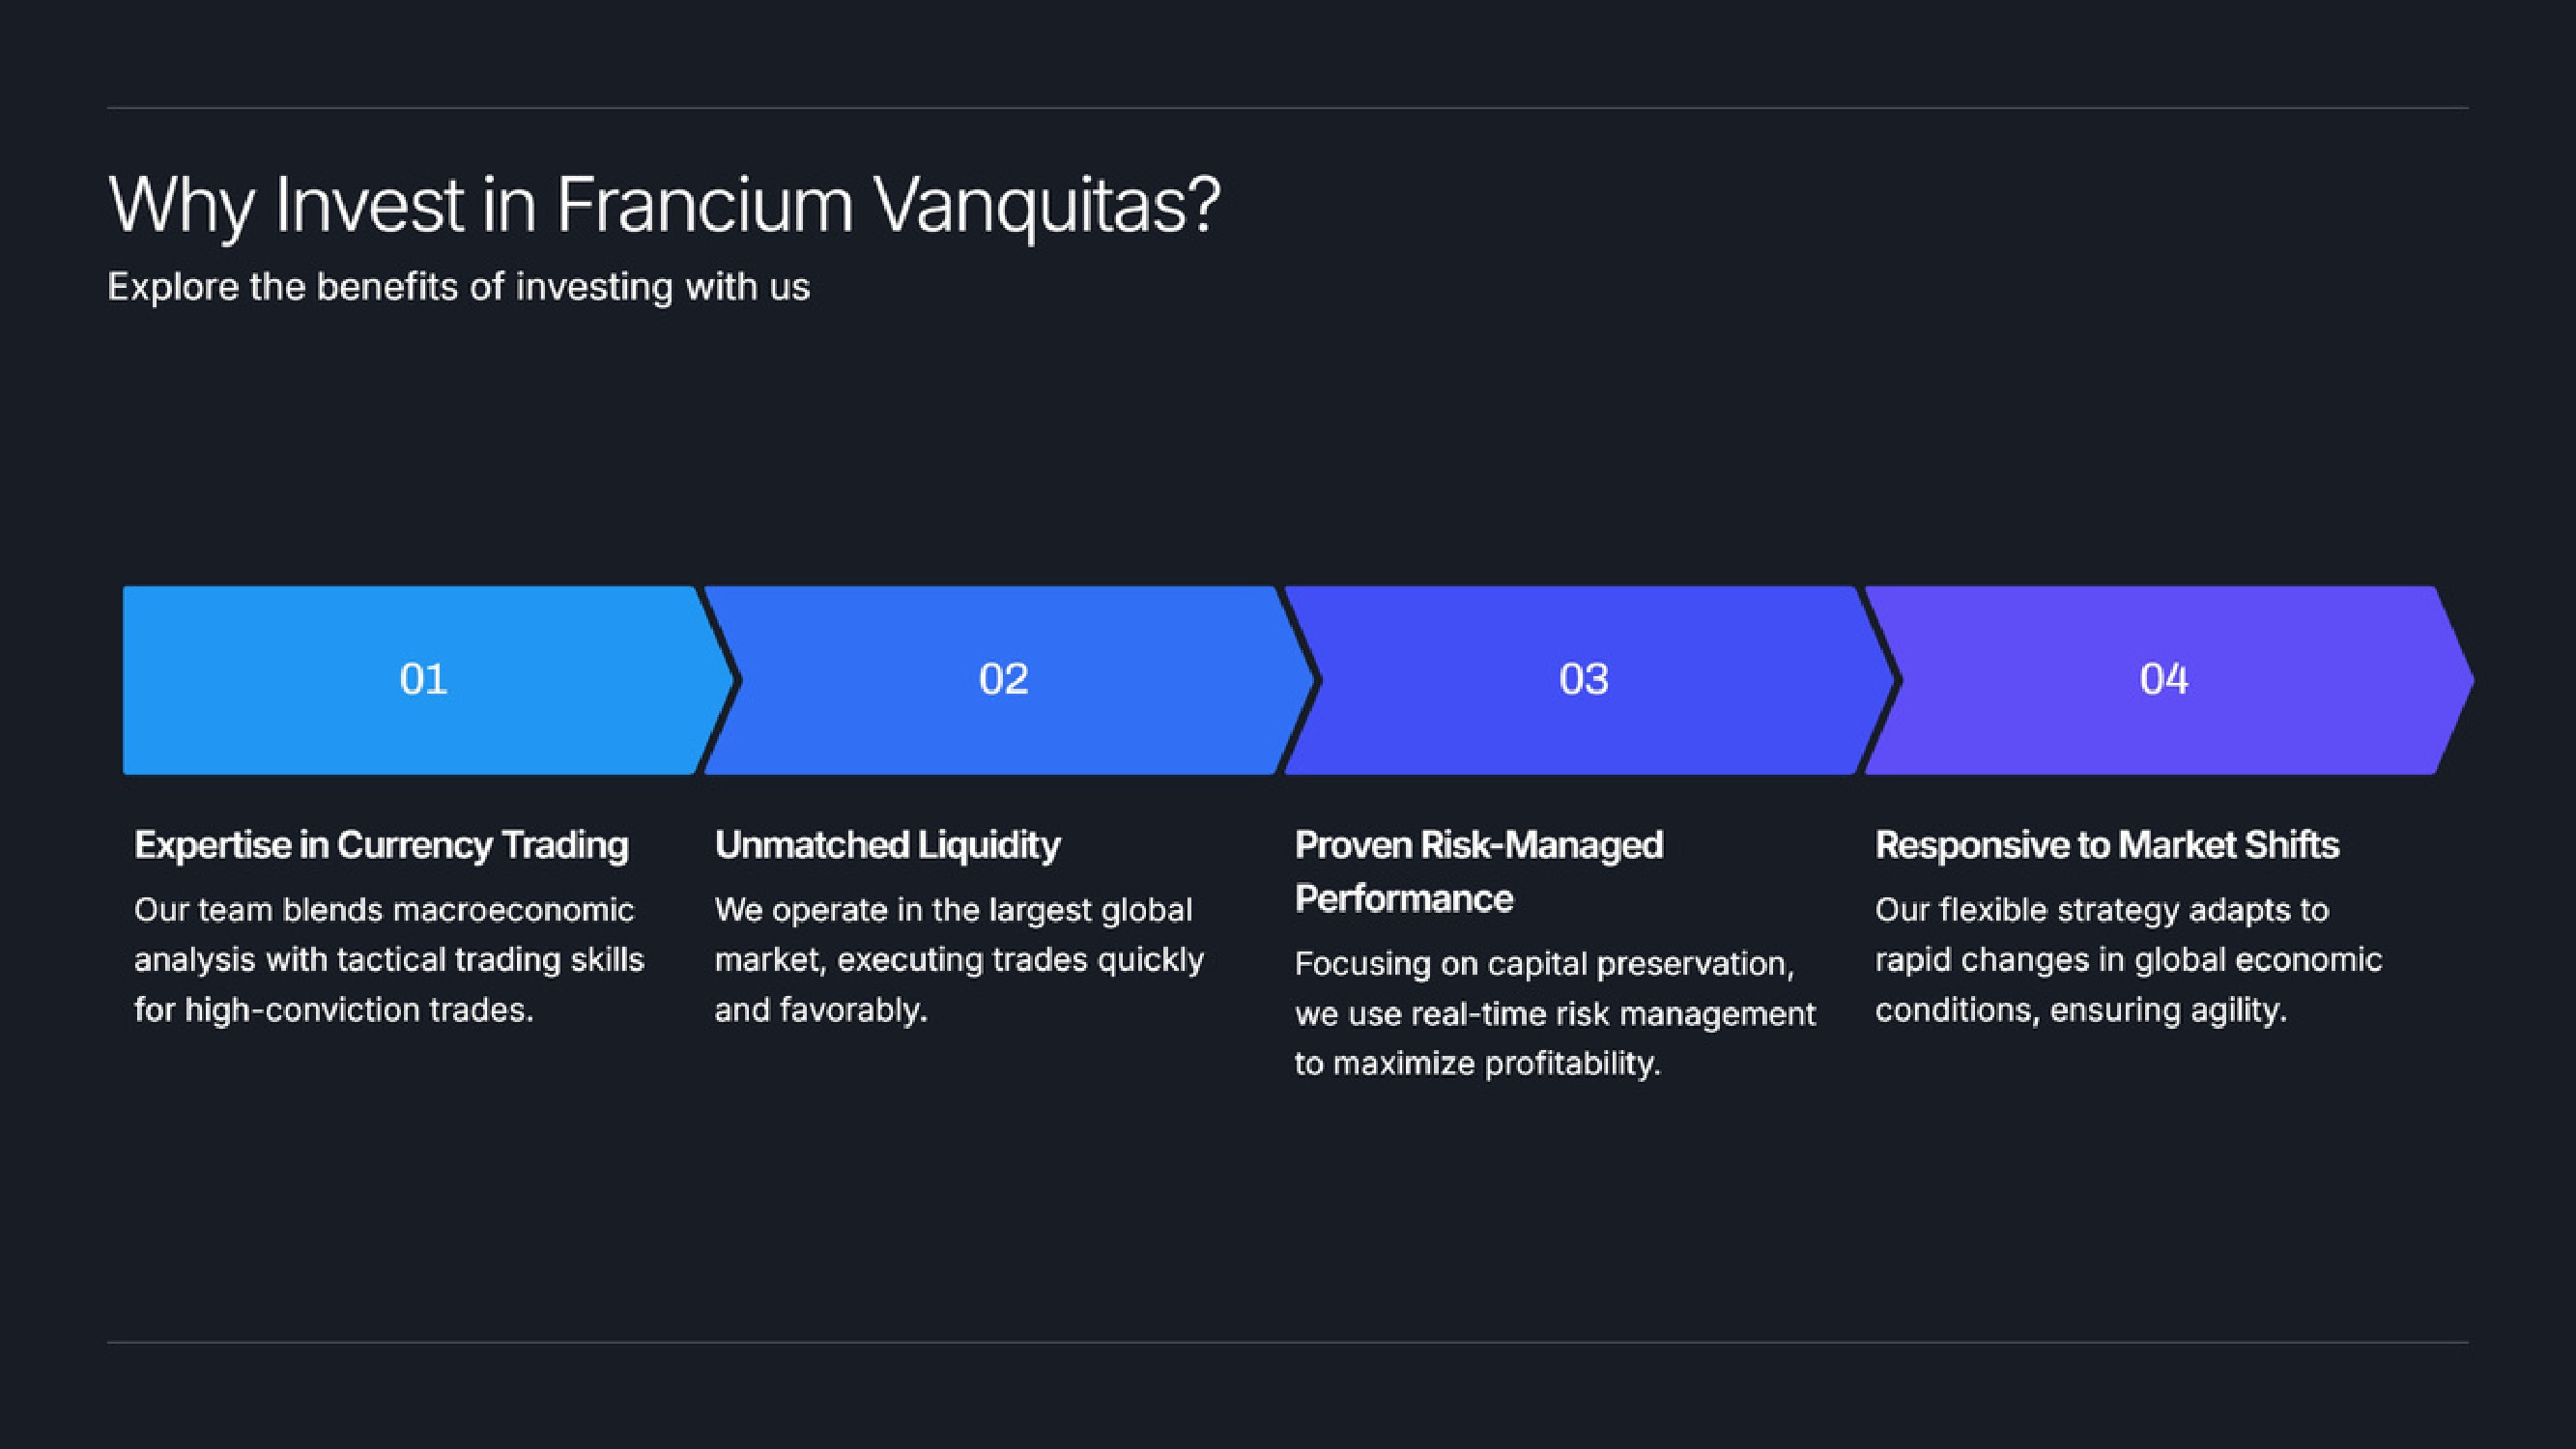 Why Invest in Francium Vanquitas?
Explore the benefits of investing with us
01
02
03
04
Expertise in Currency Trading
Our team blends macroeconomic
analysis with tactical trading skills
for high-conviction trades.
Unmatched Liquidity
We operate in the largest global
market, executing trades quickly
and favorably.
Proven Risk-Managed
Performance
Focusing on capital preservation,
we use real-time risk management
to maximize profitability.
Responsive to Market Shifts
Our flexible strategy adapts to
rapid changes in global economic
conditions, ensuring agility.